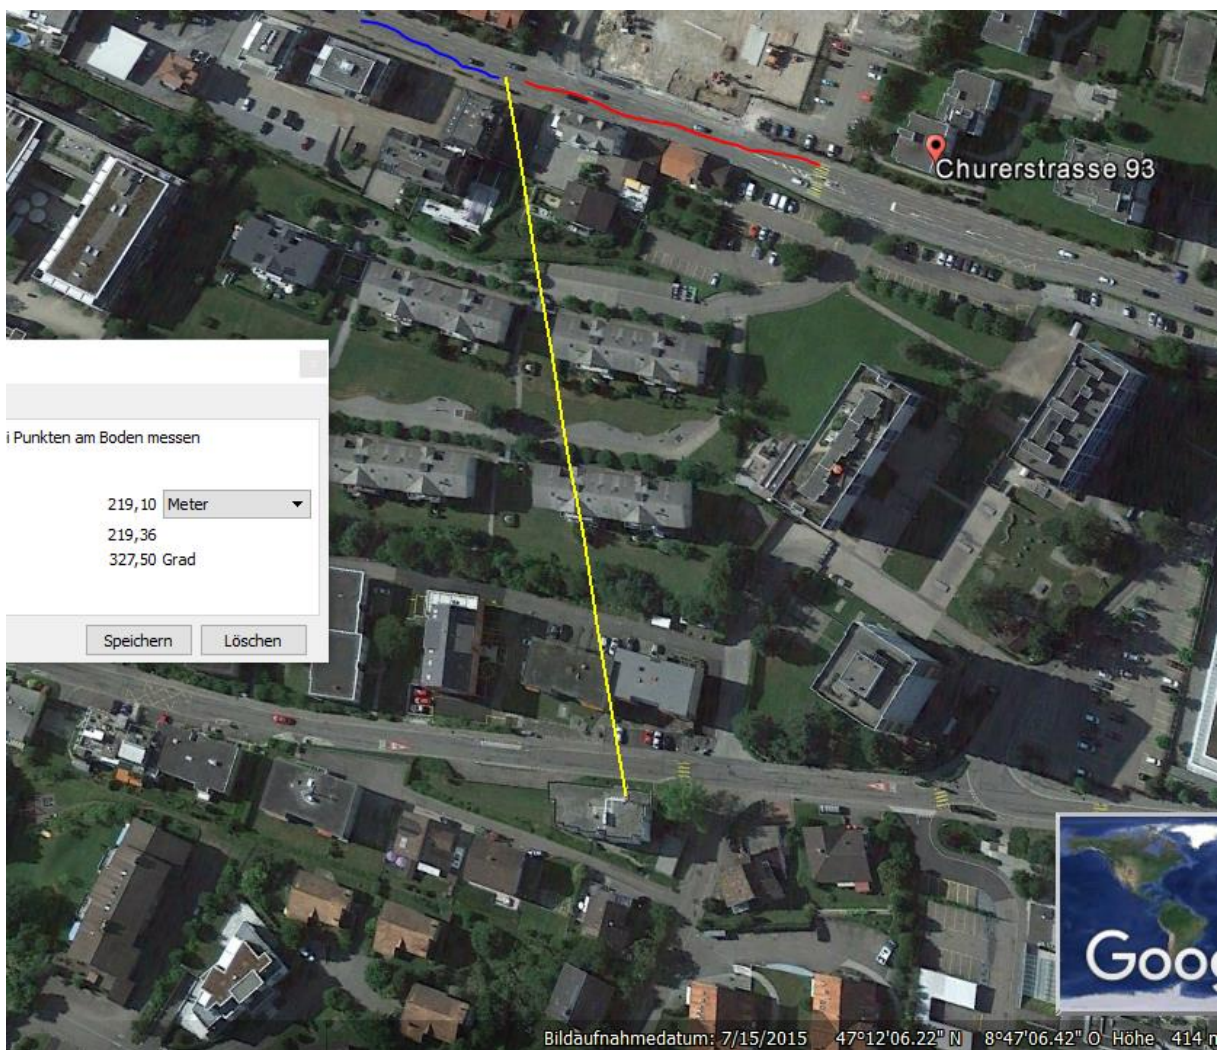 Churerstrasse 93
i Punkten am Boden messen
219,10 Meter
219,36
327,50 Grad
Speichern Löschen
Goog
Bildaufnahmedatum: 7/15/2015 47°12'06.22" N 8°47'06.42" O Höhe 414 m